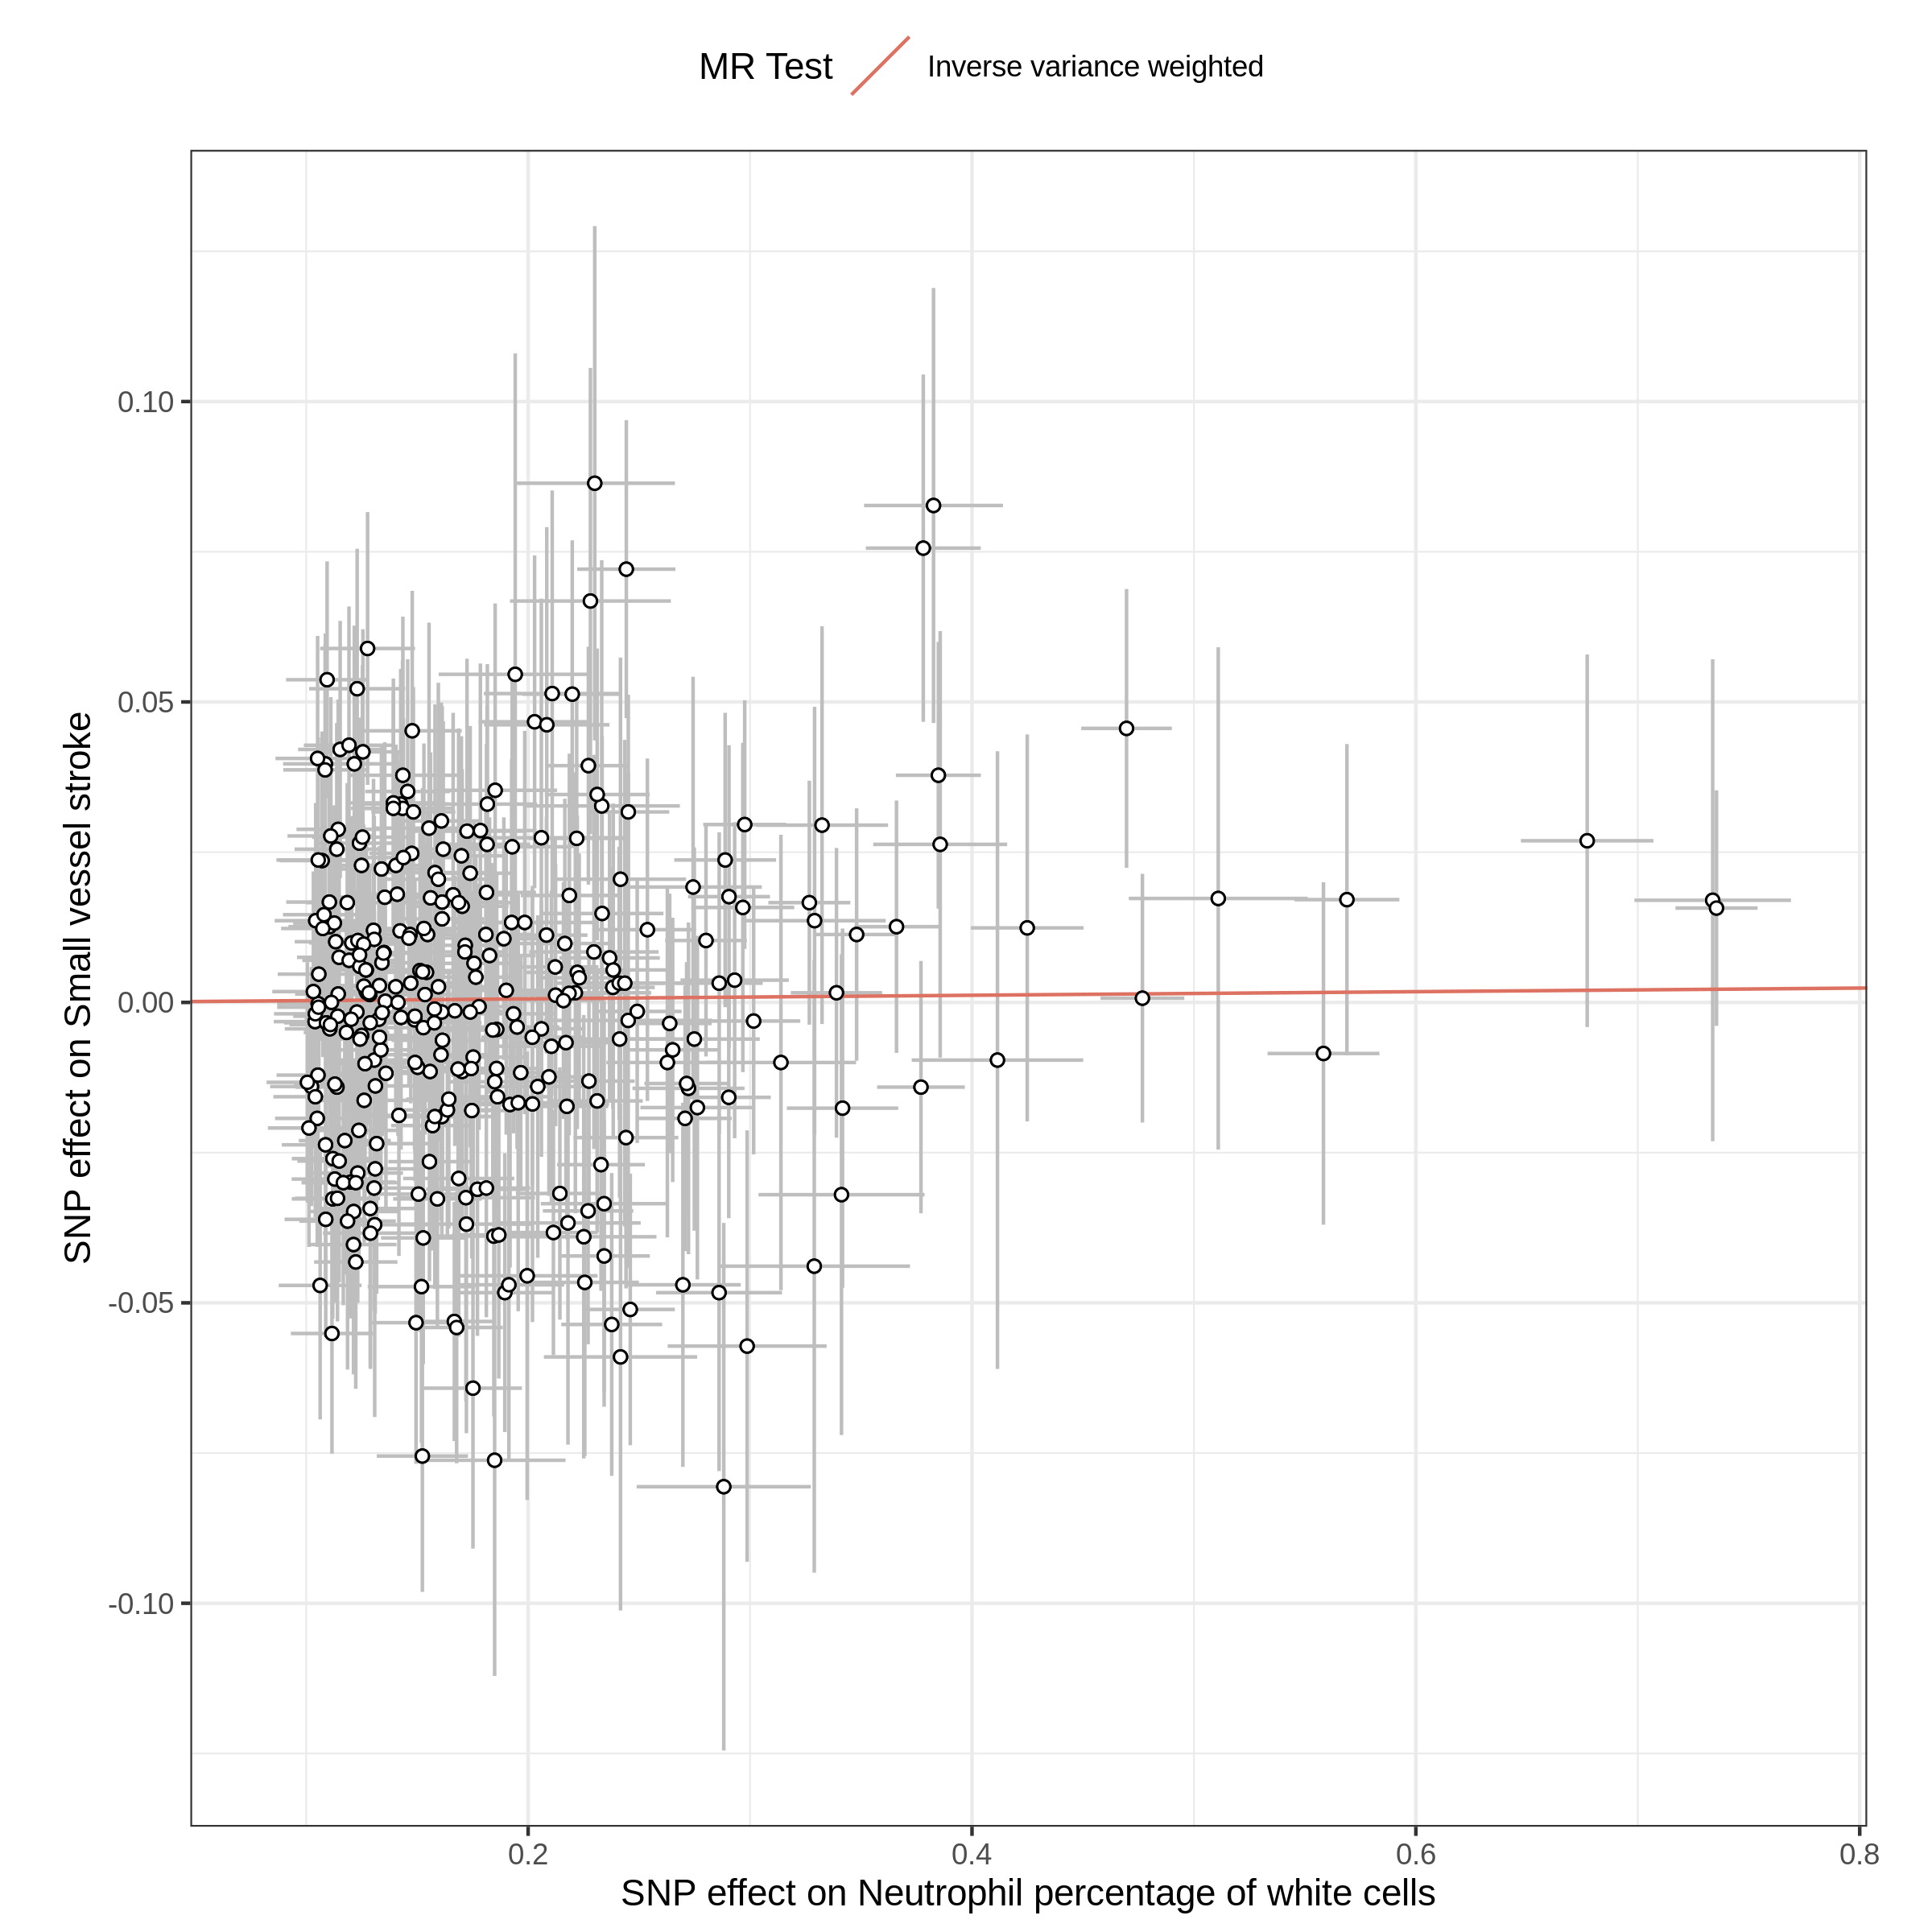 MR Test
Inverse variance weighted
SNP effect on Small vessel stroke
0.10
0.05
0.00
-0.05
-0.10
0.2
0.4
0.6
0.8
SNP effect on Neutrophil percentage of white cells